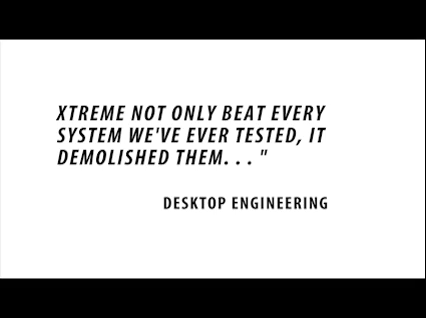 XTREME NOT ONLY BEAT EVERY
SYSTEM WE'VE EVER TESTED, IT
DEMOLISHED THEM. . . "
DESKTOP ENGINEERING